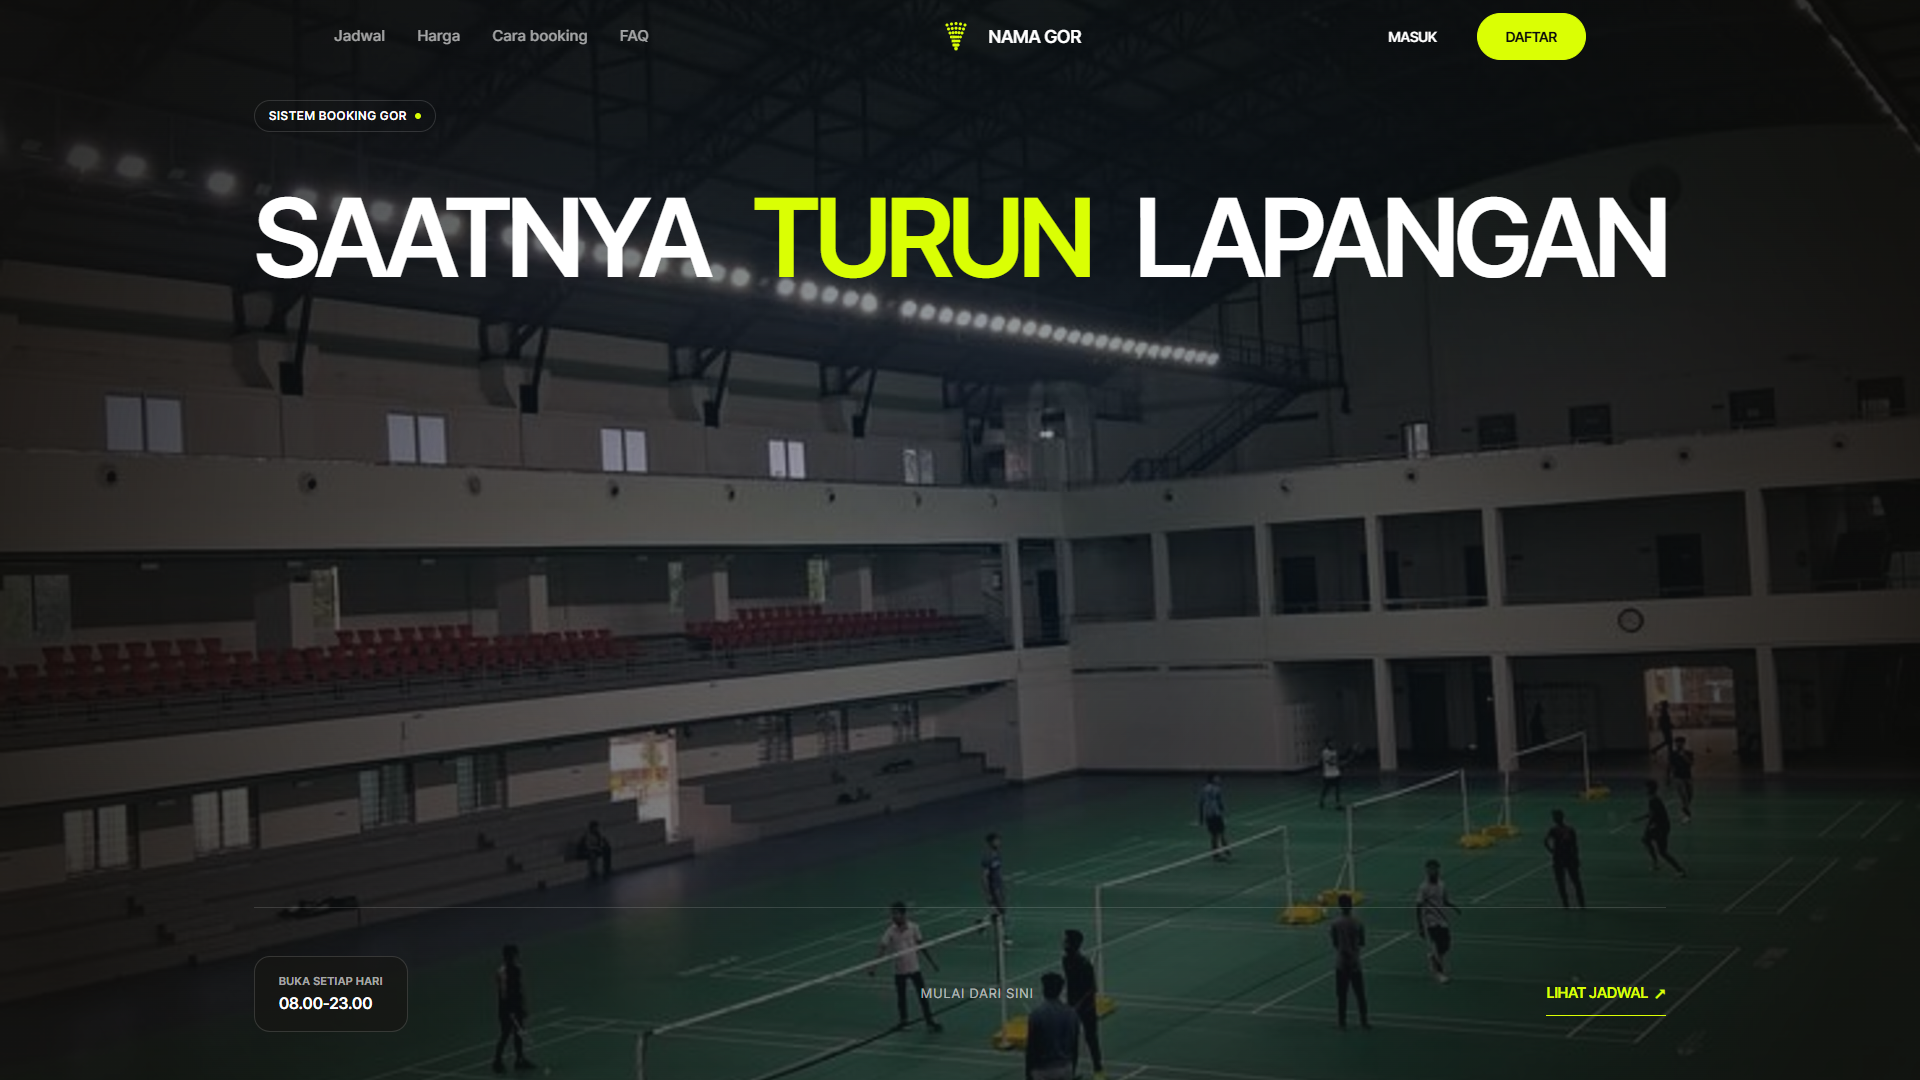 Jadwal
Harga
Cara booking
FAQ
NAMA GOR
MASUK
DAFTAR
SISTEM BOOKING GOR
SAATNYA TURUN LAPANGAN
BUKA SETIAP HARI
08.00-23.00
MULAI DARI SINI
LIHAT JADWAL ↗